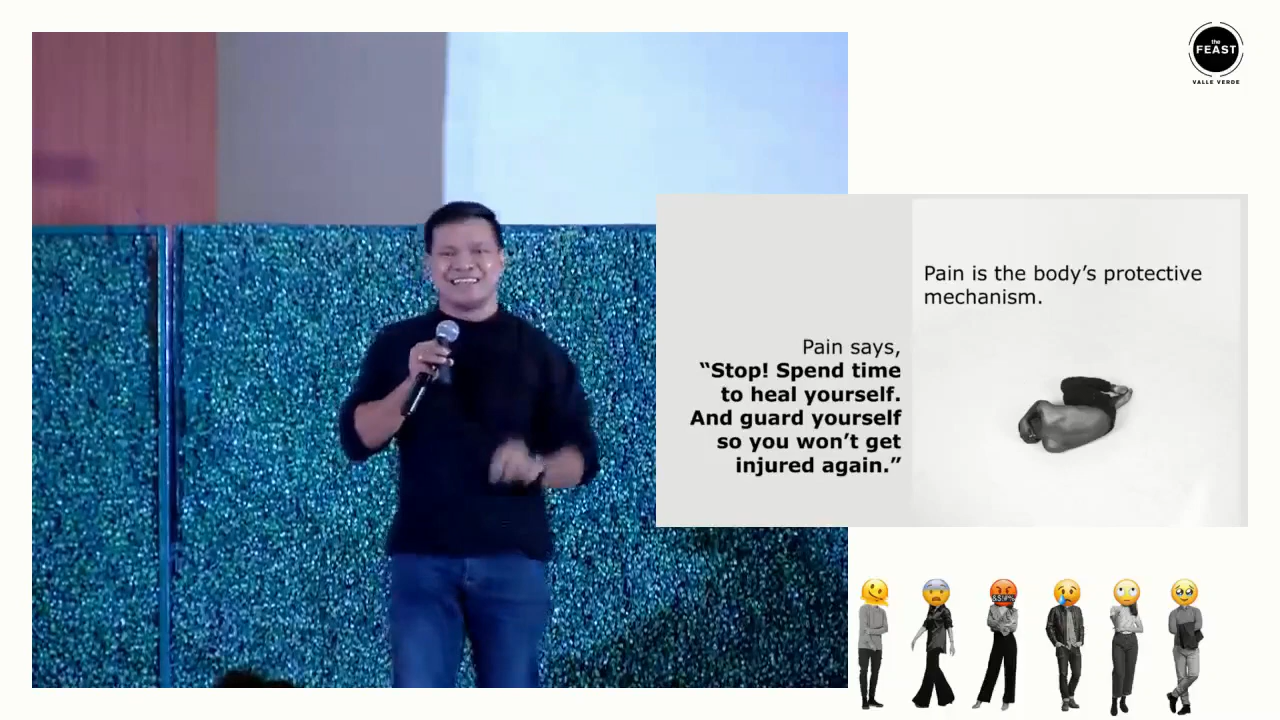 the
FEAST
VALLE VERDE
Pain is the body’s protective
mechanism.
Pain says,
“Stop! Spend time
to heal yourself.
And guard yourself
so you won’t get
injured again.”